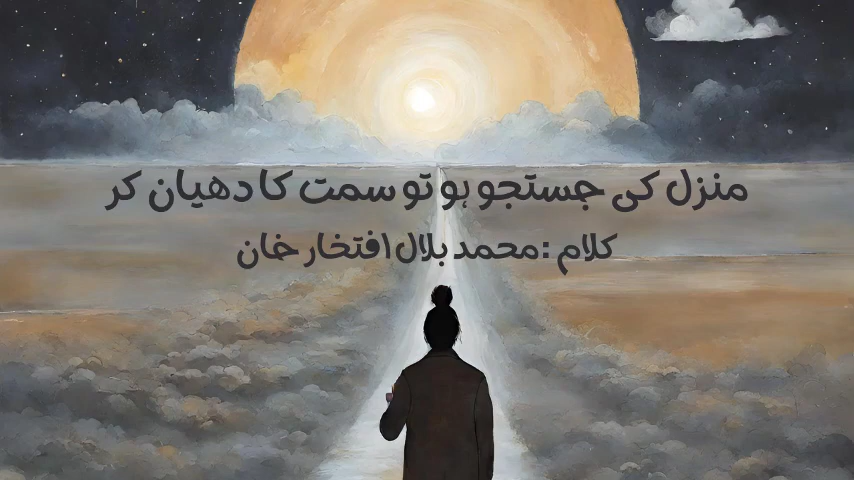 منزل کی جستجو ہو تو سمت کا دھیان کر
کلام :محمد بلال افتخار خان